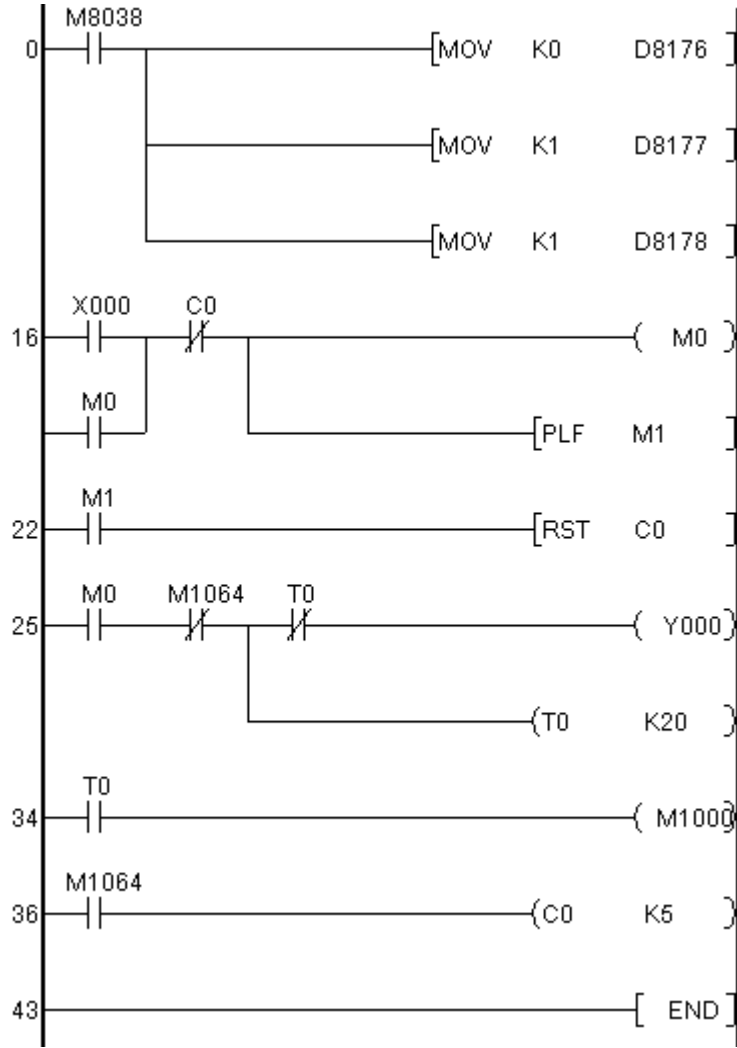 M8038
0 [MOV K0 D8176 ]
[MOV K1 D8177 ]
[MOV K1 D8178 ]
X000 C0
16 ( M0 )
M0
[PLF M1 ]
M1
22 [RST C0 ]
M0 M1064 T0
25 ( Y000 )
(T0 K20 )
T0
34 ( M1000 )
M1064
36 (C0 K5 )
43 [ END ]